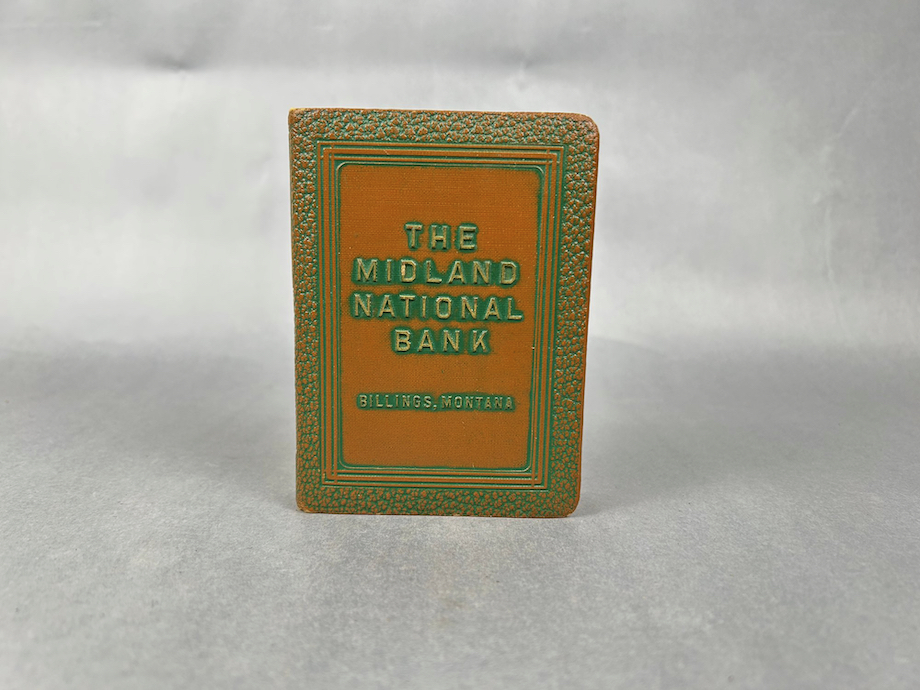 THE
MIDLAND
NATIONAL
BANK
BILLINGS, MONTANA